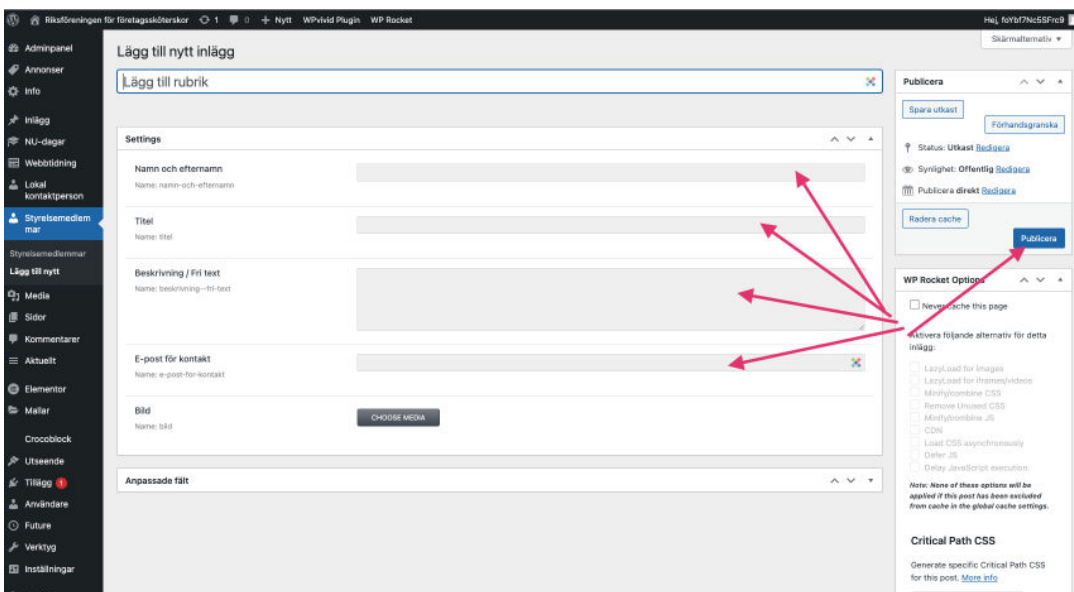 Riksföreningen för företagssköterskor 1 0 + Nytt WPvivid Plugin WP Rocket
Hej, foYbf7Nc5SFrc9
Skärmalternativ
Adminpanel
Annonser
Info
Inlägg
NU-dagar
Webbtidning
Lokal
kontaktperson
Styrelsemedlem
mar
Styrelsemedlemmar
Lägg till nytt
Media
Sidor
Kommentarer
Aktuellt
Elementor
Mallar
Crocoblock
Utseende
Tillägg 1
Användare
Future
Verktyg
Inställningar
Lägg till nytt inlägg
Lägg till rubrik
Settings
Namn och efternamn
Name: namn-och-efternamn
Titel
Name: titel
Beskrivning / Fri text
Name: beskrivning--fri-text
E-post för kontakt
Name: e-post-for-kontakt
Bild
Name: bild
CHOOSE MEDIA
Anpassade fält
Publicera
Spara utkast
Förhandsgranska
Status: Utkast Redigera
Synlighet: Offentlig Redigera
Publicera direkt Redigera
Radera cache
Publicera
WP Rocket Options
Never cache this page
Aktivera följande alternativ för detta
inlägg:
LazyLoad for images
LazyLoad for iframes/videos
Minify/combine CSS
Remove Unused CSS
Minify/combine JS
CDN
Load CSS asynchronously
Defer JS
Delay JavaScript execution
Note: None of these options will be
applied if this post has been excluded
from cache in the global cache settings.
Critical Path CSS
Generate specific Critical Path CSS
for this post. More info